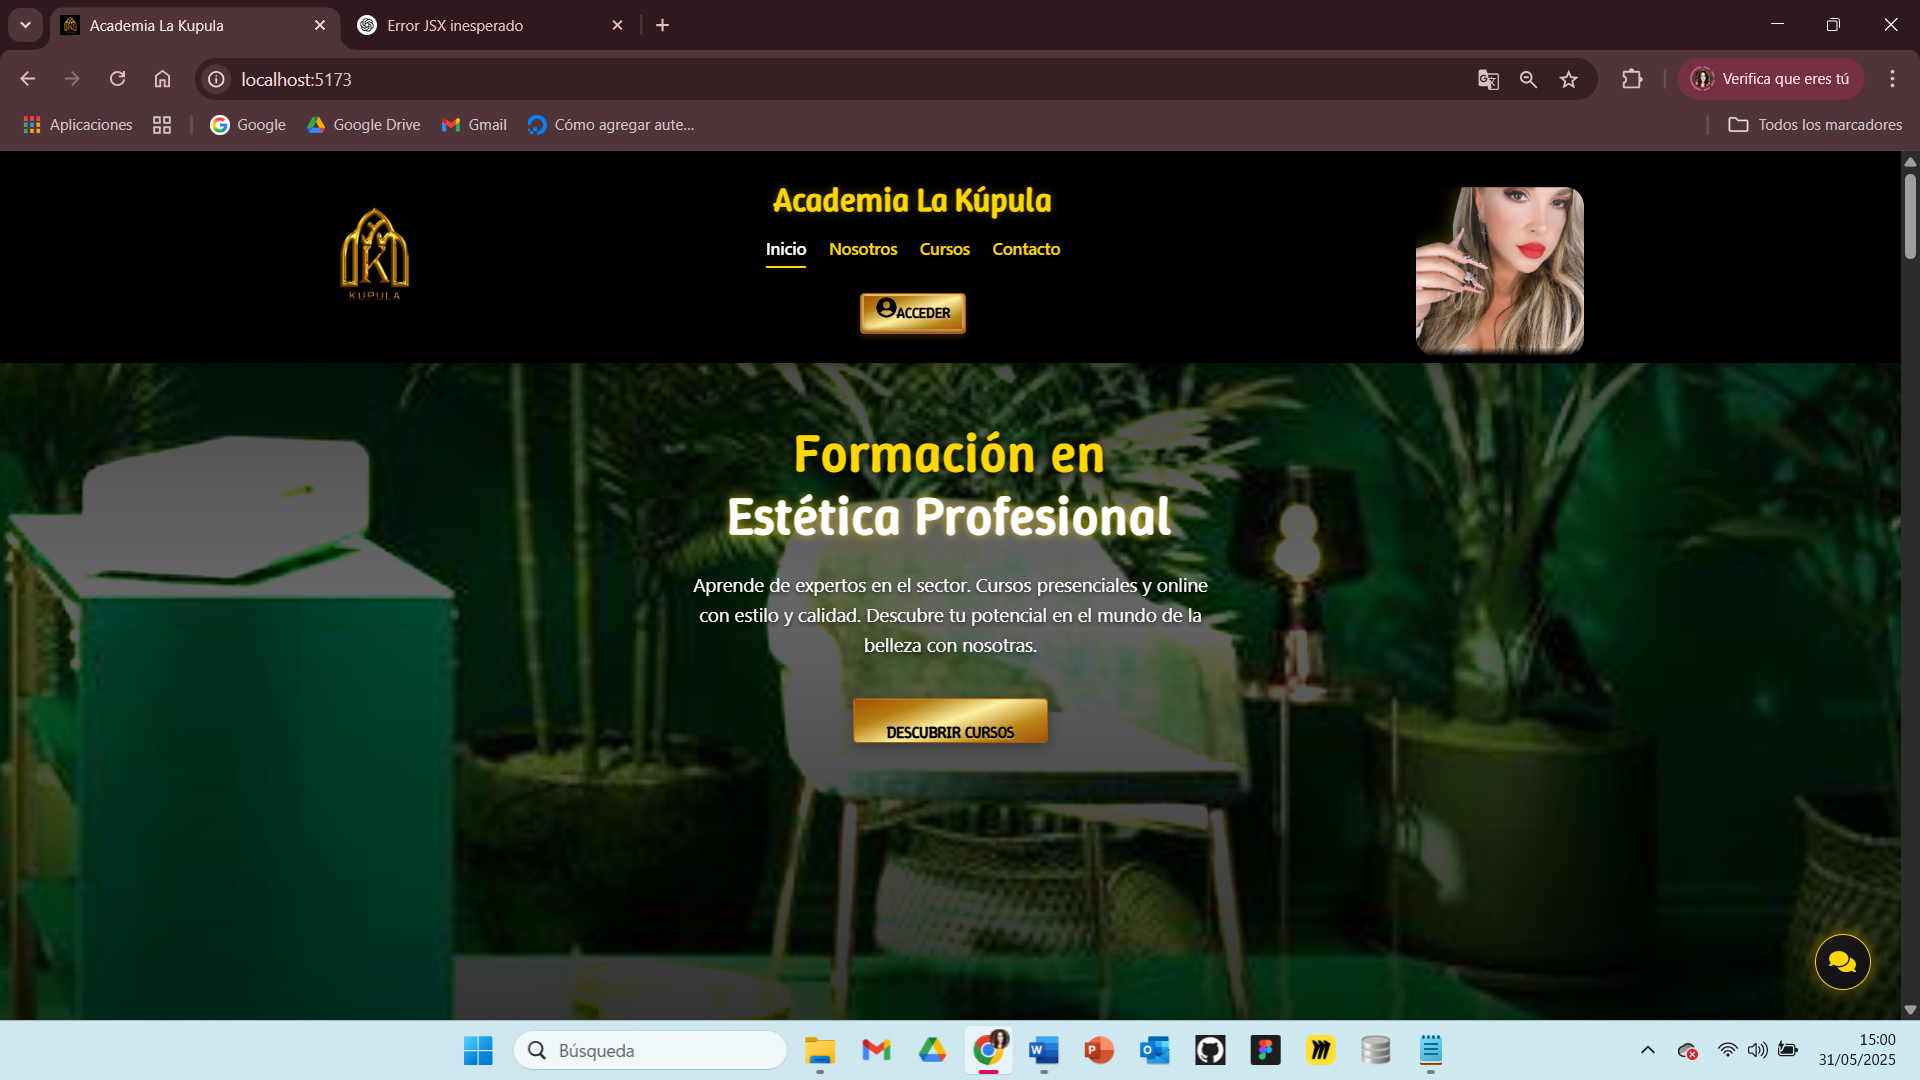 Academia La Kupula
Error JSX inesperado
localhost:5173
Verifica que eres tú
Aplicaciones
Google
Google Drive
Gmail
Cómo agregar aute...
Todos los marcadores
K
KUPULA
Academia La Kúpula
Inicio
Nosotros
Cursos
Contacto
ACCEDER
Formación en
Estética Profesional
Aprende de expertos en el sector. Cursos presenciales y online
con estilo y calidad. Descubre tu potencial en el mundo de la
belleza con nosotras.
DESCUBRIR CURSOS
Búsqueda
15:00
31/05/2025